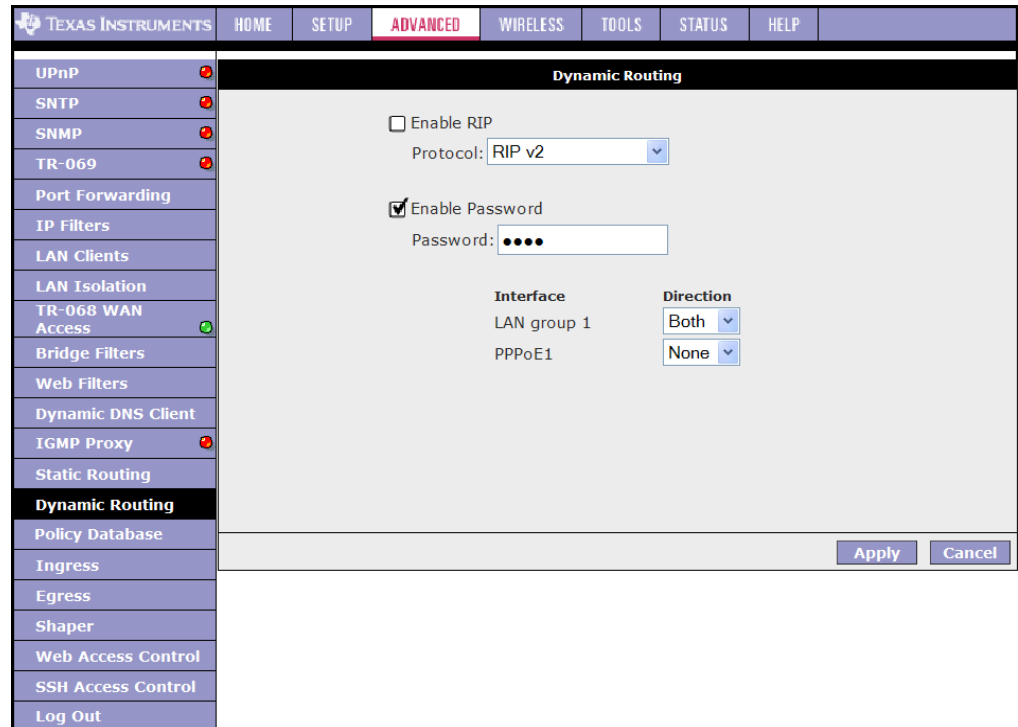 TEXAS INSTRUMENTS
HOME
SETUP
ADVANCED
WIRELESS
TOOLS
STATUS
HELP
UPnP
SNTP
SNMP
TR-069
Port Forwarding
IP Filters
LAN Clients
LAN Isolation
TR-068 WAN
Access
Bridge Filters
Web Filters
Dynamic DNS Client
IGMP Proxy
Static Routing
Dynamic Routing
Policy Database
Ingress
Egress
Shaper
Web Access Control
SSH Access Control
Log Out
Dynamic Routing
Enable RIP
Protocol: RIP v2
Enable Password
Password: ●●●●
Interface Direction
LAN group 1 Both
PPPoE1 None
Apply Cancel